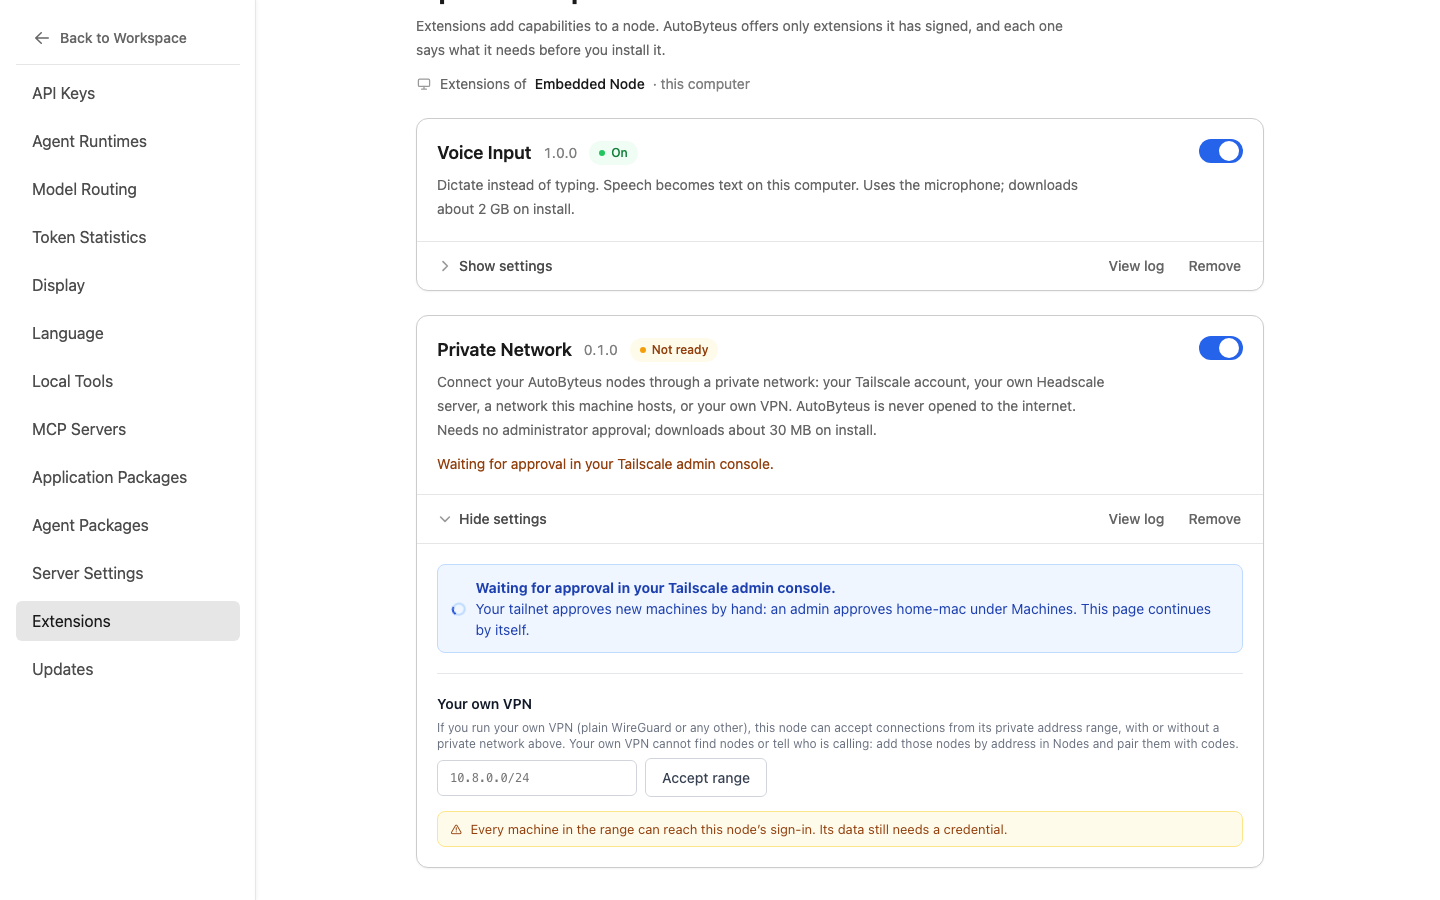 Back to Workspace
API Keys
Agent Runtimes
Model Routing
Token Statistics
Display
Language
Local Tools
MCP Servers
Application Packages
Agent Packages
Server Settings
Extensions
Updates
Extensions add capabilities to a node. AutoByteus offers only extensions it has signed, and each one
says what it needs before you install it.
Extensions of Embedded Node · this computer
Voice Input 1.0.0 On
Dictate instead of typing. Speech becomes text on this computer. Uses the microphone; downloads
about 2 GB on install.
Show settings View log Remove
Private Network 0.1.0 Not ready
Connect your AutoByteus nodes through a private network: your Tailscale account, your own Headscale
server, a network this machine hosts, or your own VPN. AutoByteus is never opened to the internet.
Needs no administrator approval; downloads about 30 MB on install.
Waiting for approval in your Tailscale admin console.
Hide settings View log Remove
Waiting for approval in your Tailscale admin console.
Your tailnet approves new machines by hand: an admin approves home-mac under Machines. This page continues
by itself.
Your own VPN
If you run your own VPN (plain WireGuard or any other), this node can accept connections from its private address range, with or without a
private network above. Your own VPN cannot find nodes or tell who is calling: add those nodes by address in Nodes and pair them with codes.
10.8.0.0/24 Accept range
Every machine in the range can reach this node’s sign-in. Its data still needs a credential.